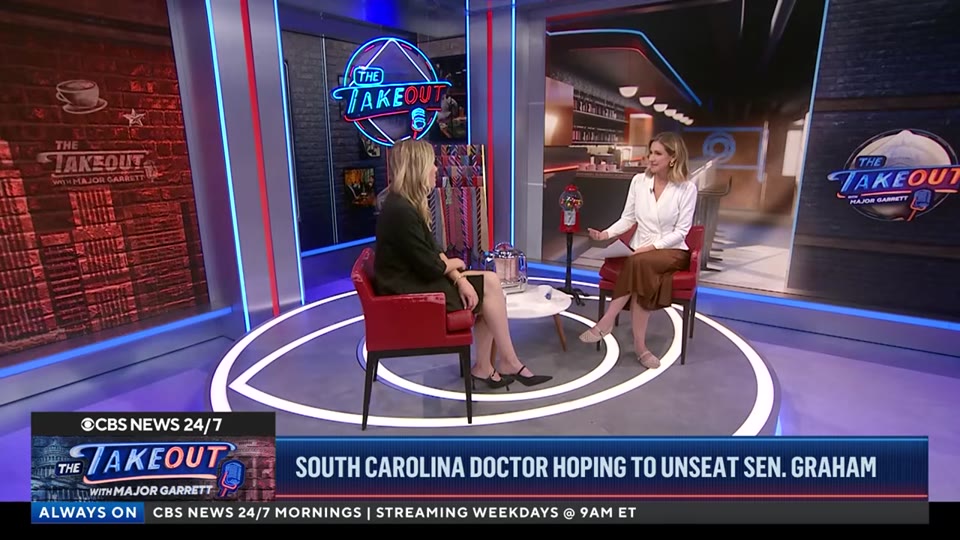 THE
TAKEOUT
THE
TAKEOUT
WITH MAJOR GARRETT
THE
TAKEOUT
WITH
MAJOR GARRETT
CBS NEWS 24/7
THE TAKEOUT
WITH MAJOR GARRETT
SOUTH CAROLINA DOCTOR HOPING TO UNSEAT SEN. GRAHAM
ALWAYS ON
CBS NEWS 24/7 MORNINGS | STREAMING WEEKDAYS @ 9AM ET